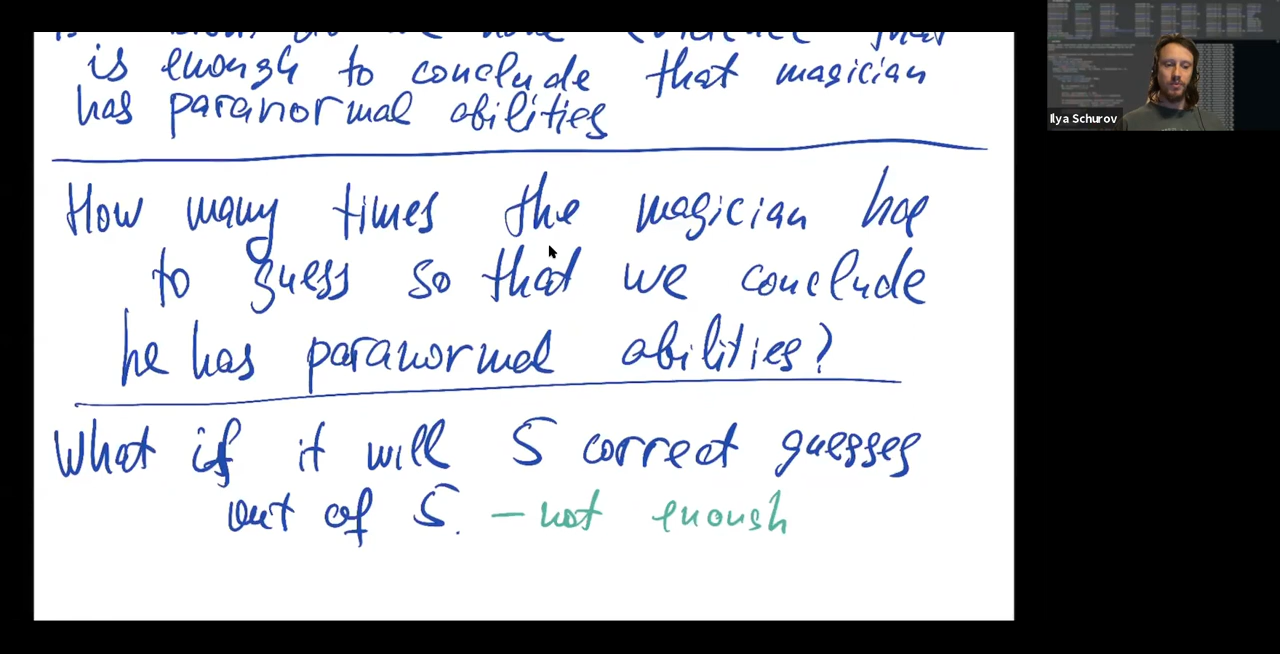 is enough to conclude that magician
has paranormal abilities
How many times the magician has
to guess so that we conclude
he has paranormal abilities?
What if it will 5 correct guesses
out of 5. – not enough
Ilya Schurov